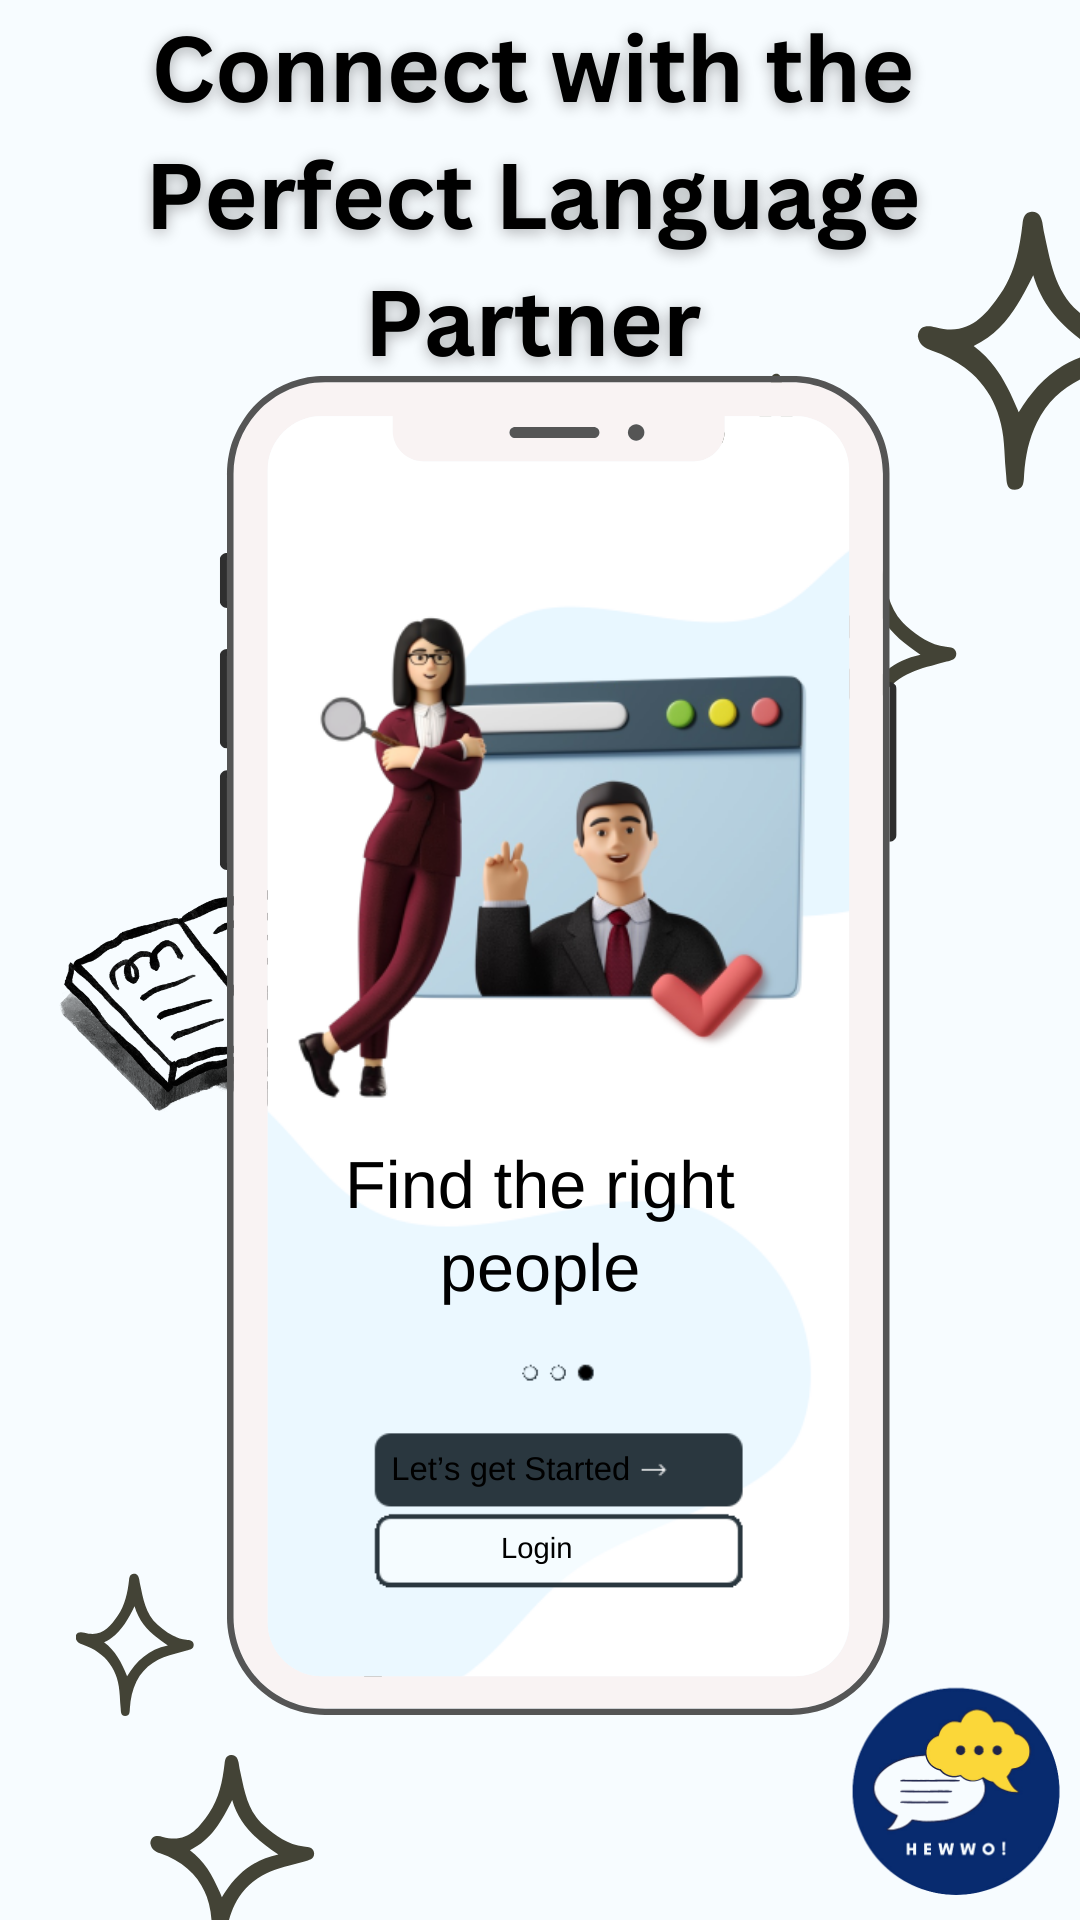 Connect with the
Perfect Language
Partner
Find the right
people
Let’s get Started →
Login
HEWWO!